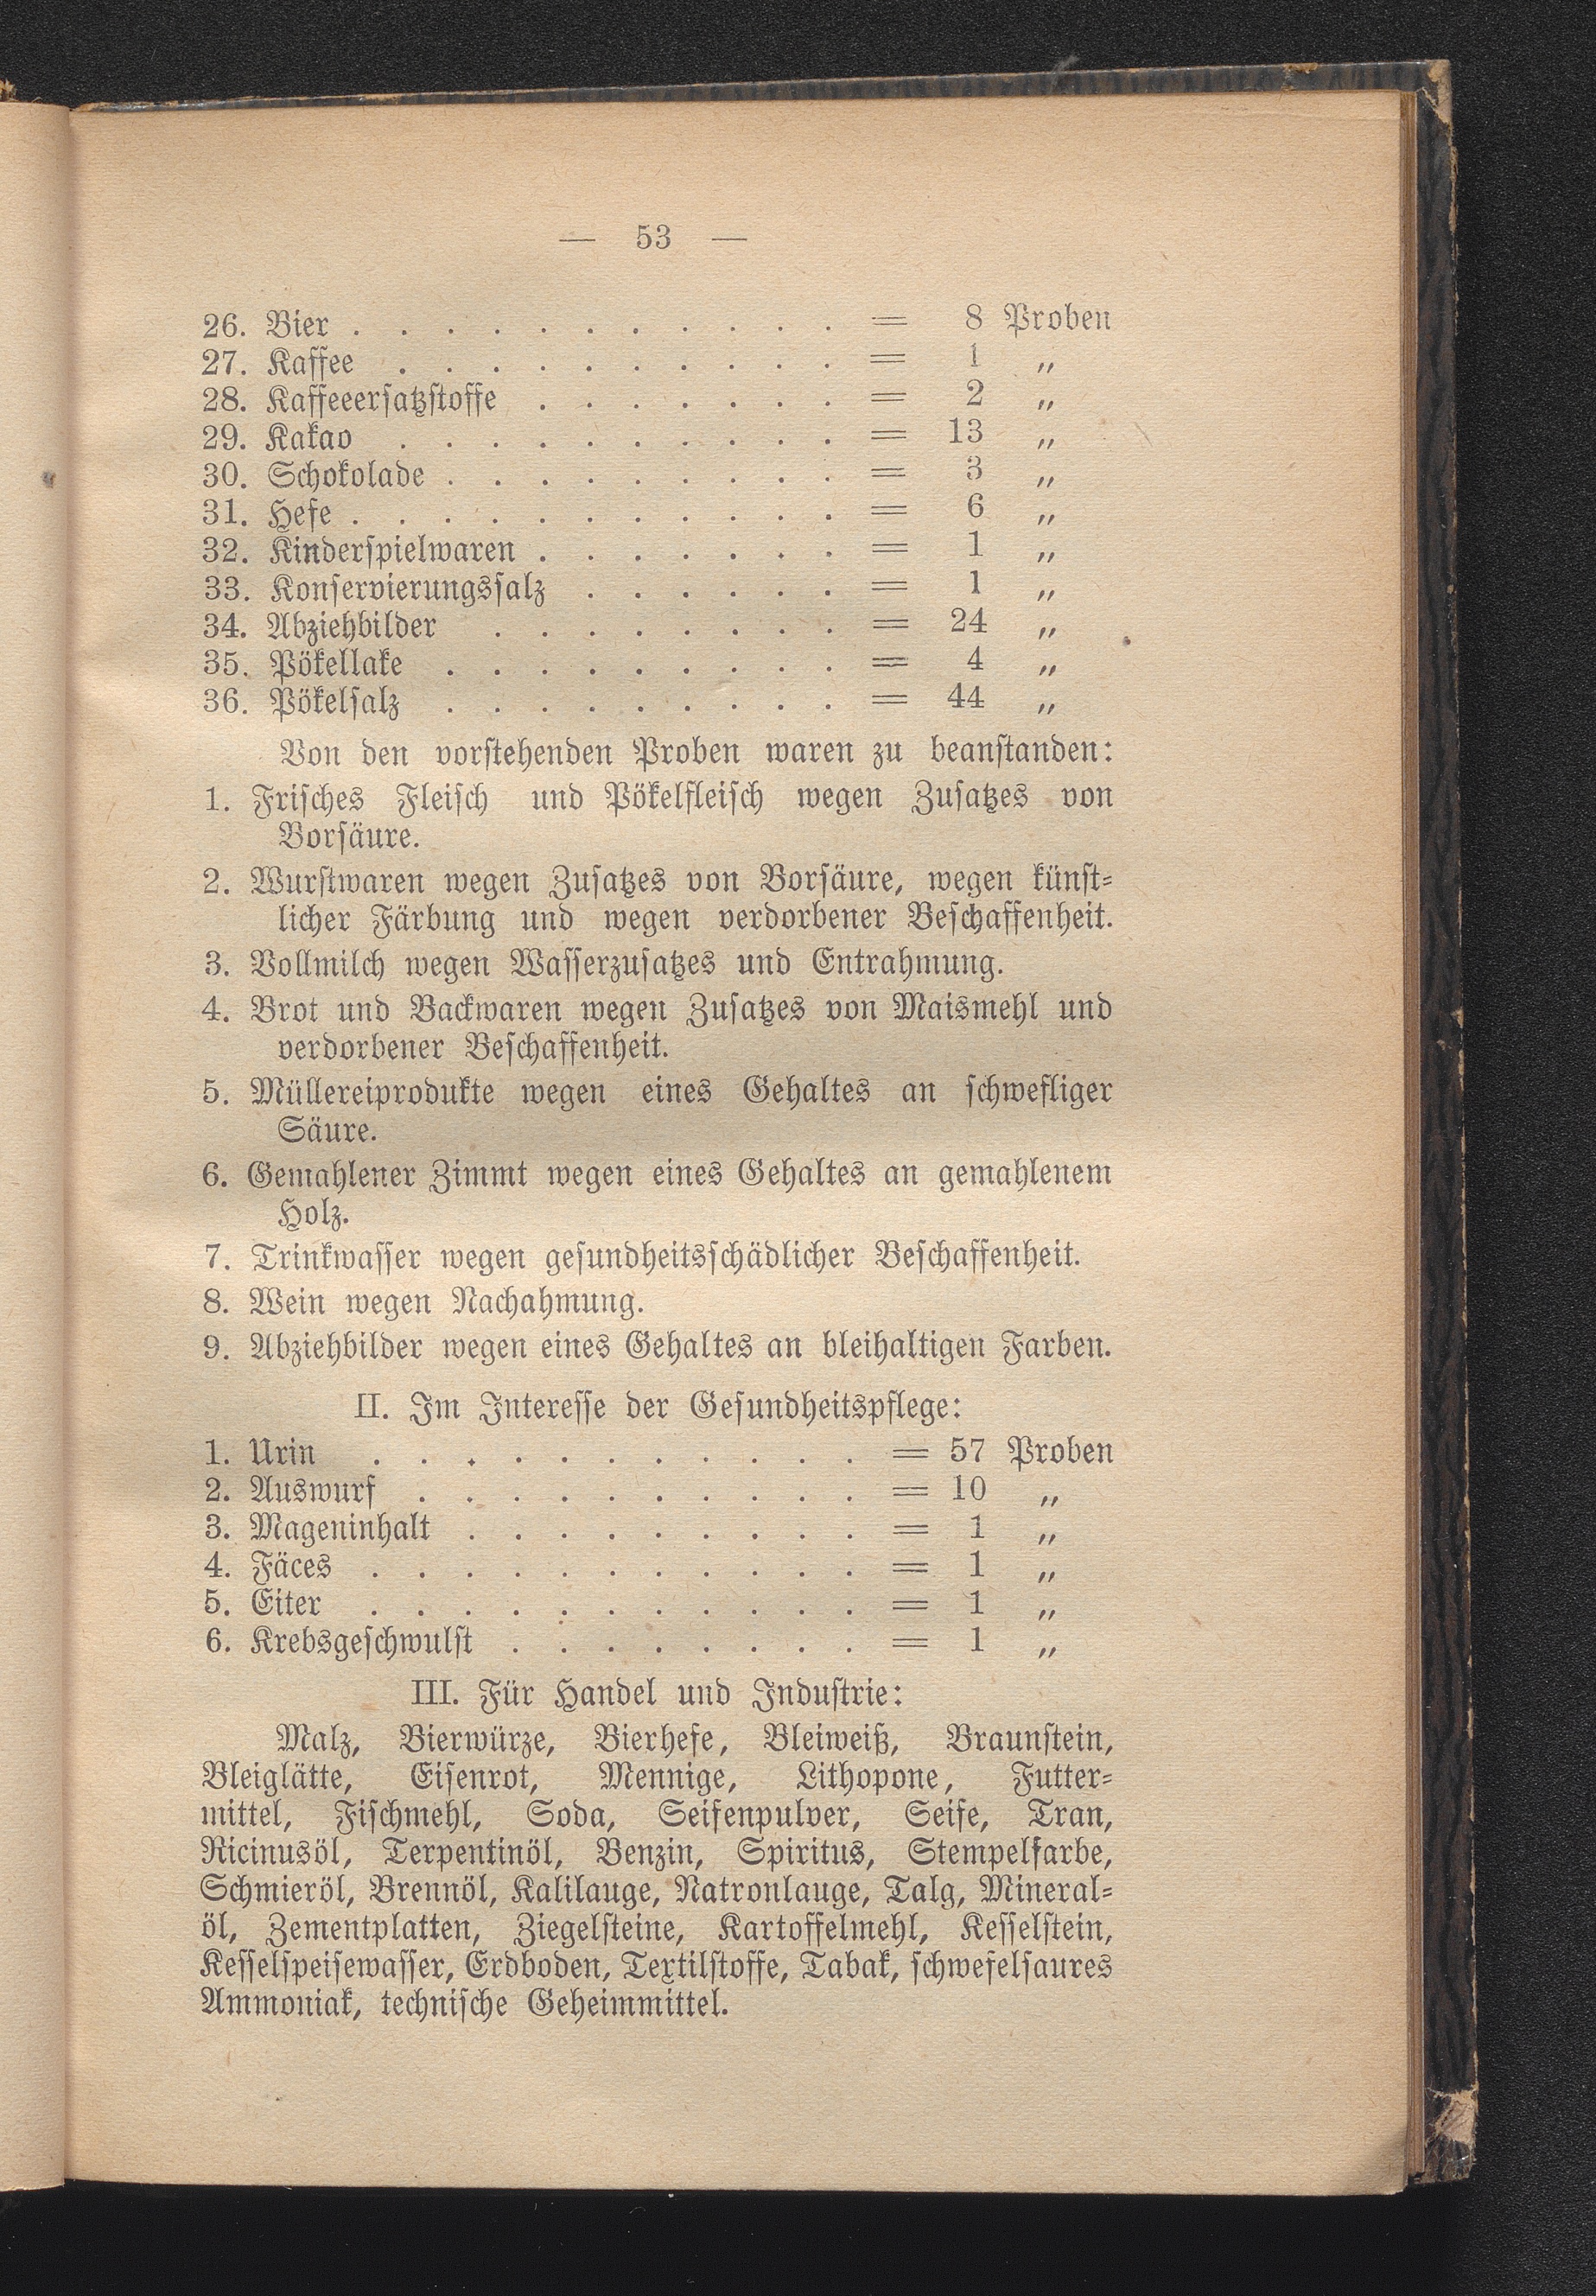 — 53 —
26. Bier . . . . . . . . . . . = 8 Proben
27. Kaffee . . . . . . . . . . = 1 „
28. Kaffeeersatzstoffe . . . . . . . = 2 „
29. Kakao . . . . . . . . . . = 13 „
30. Schokolade . . . . . . . . . = 3 „
31. Hefe . . . . . . . . . . . = 6 „
32. Kinderspielwaren . . . . . . . = 1 „
33. Konservierungssalz . . . . . . = 1 „
34. Abziehbilder . . . . . . . . = 24 „
35. Pökellake . . . . . . . . . = 4 „
36. Pökelsalz . . . . . . . . . = 44 „
Von den vorstehenden Proben waren zu beanstanden:
1. Frisches Fleisch und Pökelfleisch wegen Zusatzes von
Borsäure.
2. Wurstwaren wegen Zusatzes von Borsäure, wegen künst-
licher Färbung und wegen verdorbener Beschaffenheit.
3. Vollmilch wegen Wasserzusatzes und Entrahmung.
4. Brot und Backwaren wegen Zusatzes von Maismehl und
verdorbener Beschaffenheit.
5. Müllereiprodukte wegen eines Gehaltes an schwefliger
Säure.
6. Gemahlener Zimmt wegen eines Gehaltes an gemahlenem
Holz.
7. Trinkwasser wegen gesundheitsschädlicher Beschaffenheit.
8. Wein wegen Nachahmung.
9. Abziehbilder wegen eines Gehaltes an bleihaltigen Farben.
II. Im Interesse der Gesundheitspflege:
1. Urin . . . . . . . . . . . = 57 Proben
2. Auswurf . . . . . . . . . . = 10 „
3. Mageninhalt . . . . . . . . . = 1 „
4. Fäces . . . . . . . . . . . = 1 „
5. Eiter . . . . . . . . . . . = 1 „
6. Krebsgeschwulst . . . . . . . . = 1 „
III. Für Handel und Industrie:
Malz, Bierwürze, Bierhefe, Bleiweiß, Braunstein,
Bleiglätte, Eisenrot, Mennige, Lithopone, Futter-
mittel, Fischmehl, Soda, Seifenpulver, Seife, Tran,
Ricinusöl, Terpentinöl, Benzin, Spiritus, Stempelfarbe,
Schmieröl, Brennöl, Kalilauge, Natronlauge, Talg, Mineral-
öl, Zementplatten, Ziegelsteine, Kartoffelmehl, Kesselstein,
Kesselspeisewasser, Erdboden, Textilstoffe, Tabak, schwefelsaures
Ammoniak, technische Geheimmittel.